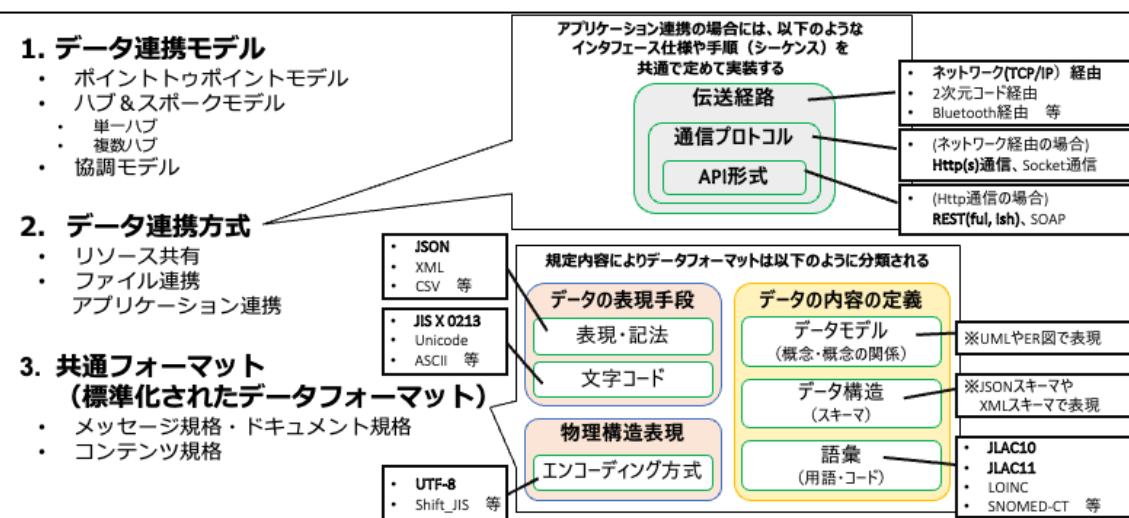 1. データ連携モデル
• ポイントトゥポイントモデル
• ハブ＆スポークモデル
• 単一ハブ
• 複数ハブ
• 協調モデル
2. データ連携方式
• リソース共有
• ファイル連携
アプリケーション連携
3. 共通フォーマット
（標準化されたデータフォーマット）
• メッセージ規格・ドキュメント規格
• コンテンツ規格
アプリケーション連携の場合には、以下のような
インタフェース仕様や手順（シーケンス）を
共通で定めて実装する
伝送経路
通信プロトコル
API形式
• ネットワーク(TCP/IP）経由
• 2次元コード経由
• Bluetooth経由　等
• (ネットワーク経由の場合)
Http(s)通信、Socket通信
• (Http通信の場合)
REST(ful, ish)、SOAP
規定内容によりデータフォーマットは以下のように分類される
• JSON
• XML
• CSV　等
• JIS X 0213
• Unicode
• ASCII　等
データの表現手段
表現・記法
文字コード
物理構造表現
エンコーディング方式
• UTF-8
• Shift_JIS　等
データの内容の定義
データモデル
（概念・概念の関係）
データ構造
（スキーマ）
語彙
（用語・コード）
※UMLやER図で表現
※JSONスキーマや
XMLスキーマで表現
• JLAC10
• JLAC11
• LOINC
• SNOMED-CT　等